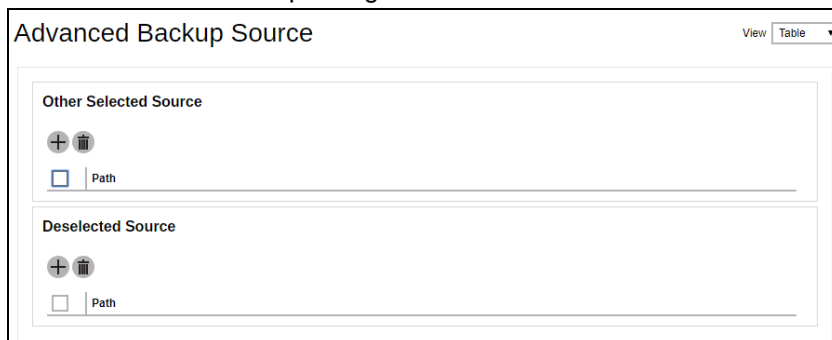 Advanced Backup Source
View Table
Other Selected Source
Path
Deselected Source
Path